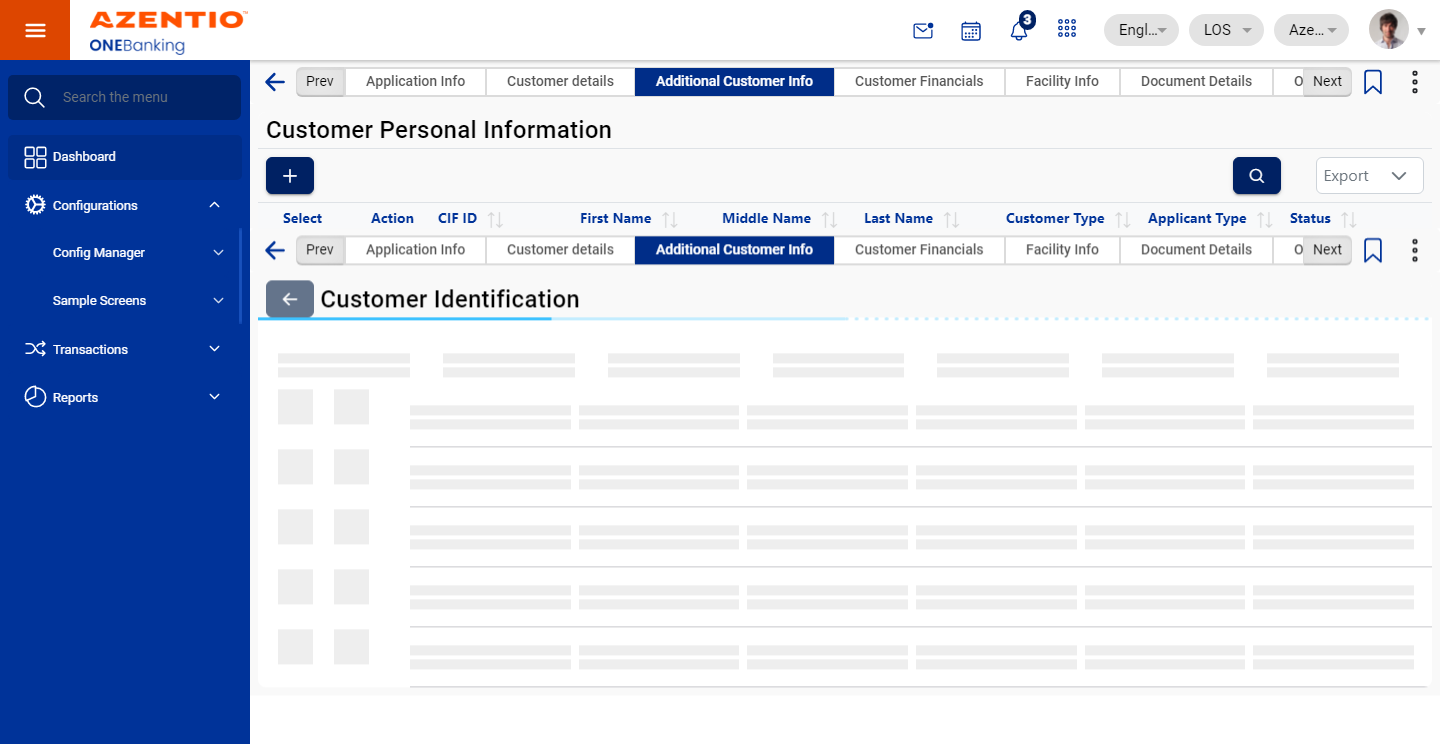 AZENTIO™
ONEBanking
3
Engl...
LOS
Aze...
Search the menu
Dashboard
Configurations
Config Manager
Sample Screens
Transactions
Reports
Prev Application Info Customer details Additional Customer Info Customer Financials Facility Info Document Details O Next
Customer Personal Information
+
Export
Select Action CIF ID First Name Middle Name Last Name Customer Type Applicant Type Status
Prev Application Info Customer details Additional Customer Info Customer Financials Facility Info Document Details O Next
Customer Identification